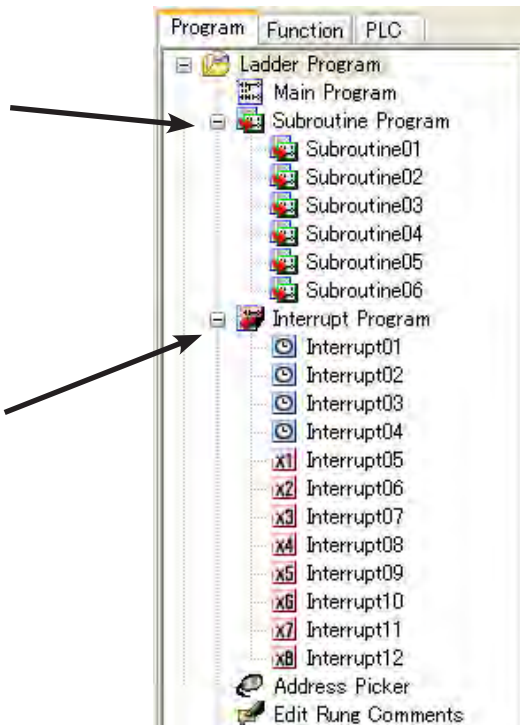 Program Function PLC
Ladder Program
Main Program
Subroutine Program
Subroutine01
Subroutine02
Subroutine03
Subroutine04
Subroutine05
Subroutine06
Interrupt Program
Interrupt01
Interrupt02
Interrupt03
Interrupt04
X1 Interrupt05
X2 Interrupt06
X3 Interrupt07
X4 Interrupt08
X5 Interrupt09
X6 Interrupt10
X7 Interrupt11
X8 Interrupt12
Address Picker
Edit Rung Comments